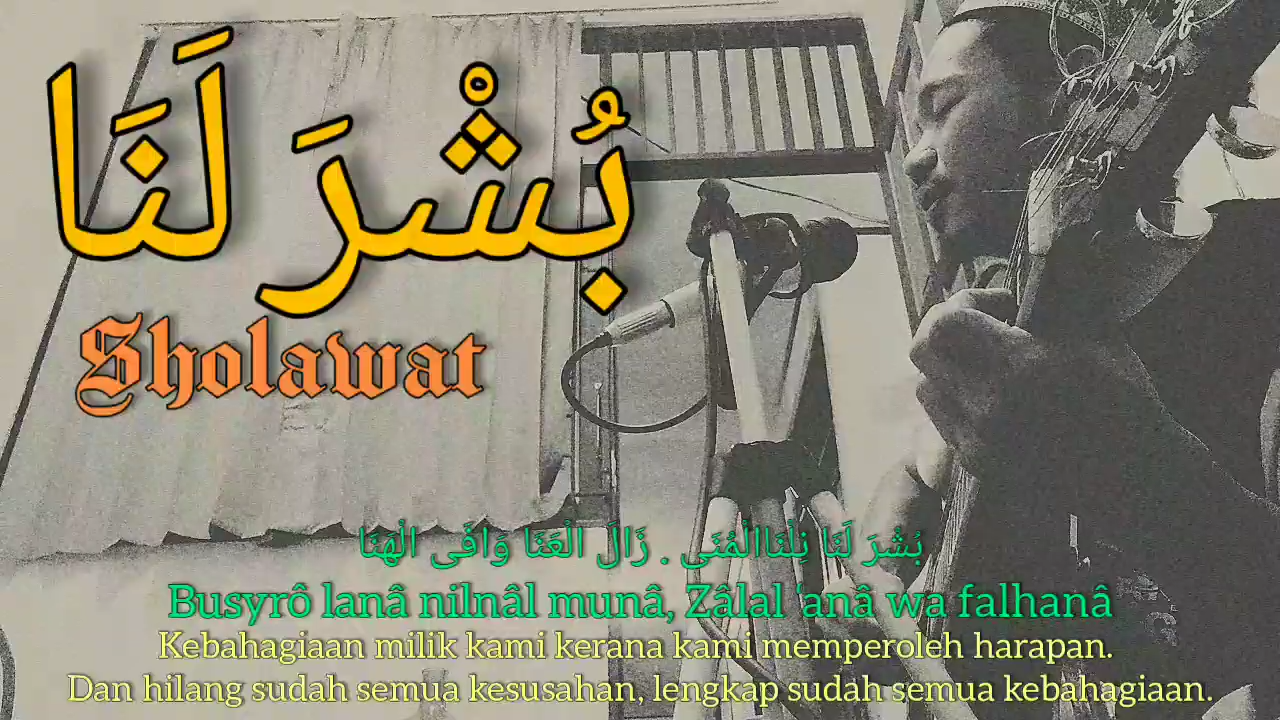 بُشْرَ لَنَا
Sholawat
بُشْرَ لَنَا نِلْنَاالْمُنَى . زَالَ الْعَنَا وَافَى الْهَنَا
Busyrô lanâ nilnâl munâ, Zâlal 'anâ wa falhanâ
Kebahagiaan milik kami kerana kami memperoleh harapan.
Dan hilang sudah semua kesusahan, lengkap sudah semua kebahagiaan.